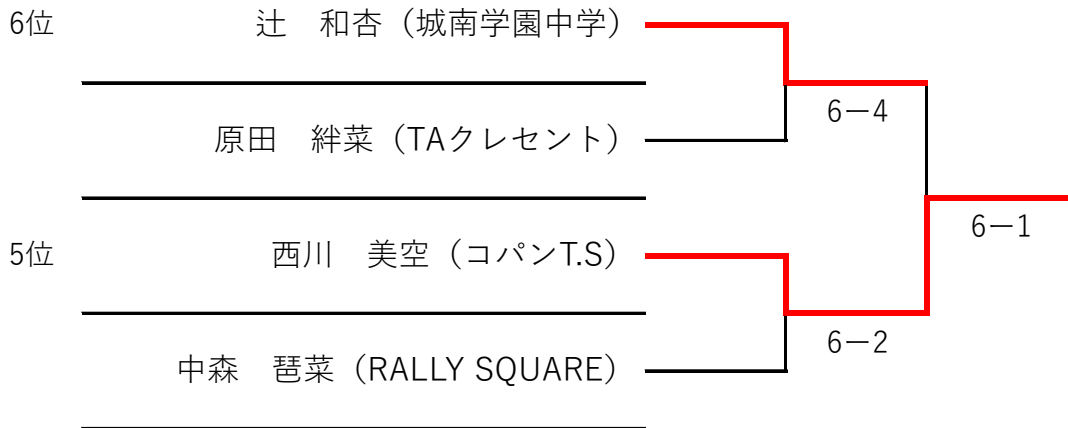 6位 辻 和杏（城南学園中学）
6－4
原田 絆菜（TAクレセント）
6－1
5位 西川 美空（コパンT.S）
6－2
中森 琶菜（RALLY SQUARE）